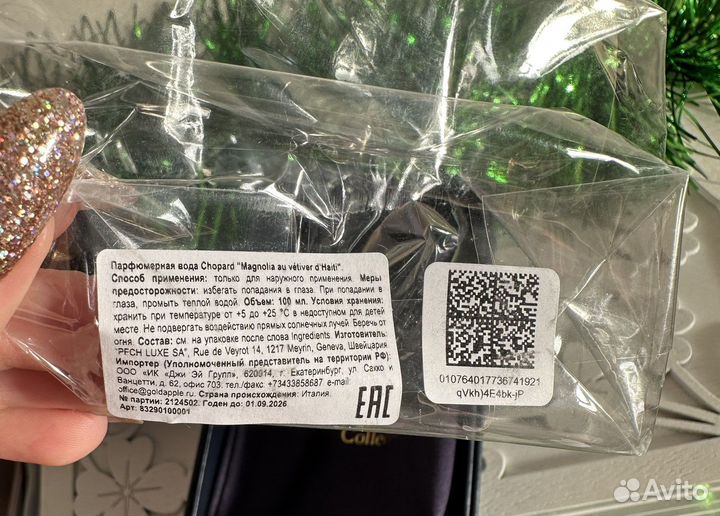 Парфюмерная вода Chopard "Magnolia au vétiver d'Haïti".
Способ применения: только для наружного применения. Меры
предосторожности: избегать попадания в глаза. При попадании в
глаза, промыть теплой водой. Объем: 100 мл. Условия хранения:
хранить при температуре от +5 до +25 °С в недоступном для детей
месте. Не подвергать воздействию прямых солнечных лучей. Беречь от
огня. Состав: см. на упаковке после слова Ingredients. Изготовитель:
"PFCH LUXE SA", Rue de Veyrot 14, 1217 Meyrin, Geneva, Швейцария.
Импортер (Уполномоченный представитель на территории РФ):
ООО «ИК «Джи Эй Групп», 620014, г. Екатеринбург, ул. Сакко и
Ванцетти, д. 62, офис 703. тел./факс +73433858687 e-mail:
office@goldapple.ru. Страна происхождения: Италия.
№ партии: 2124502. Годен до: 01.09.2026.
Арт: 83290100001
EAC
010764017736741921
qVkh)4E4bk-jP
Colle
Avito